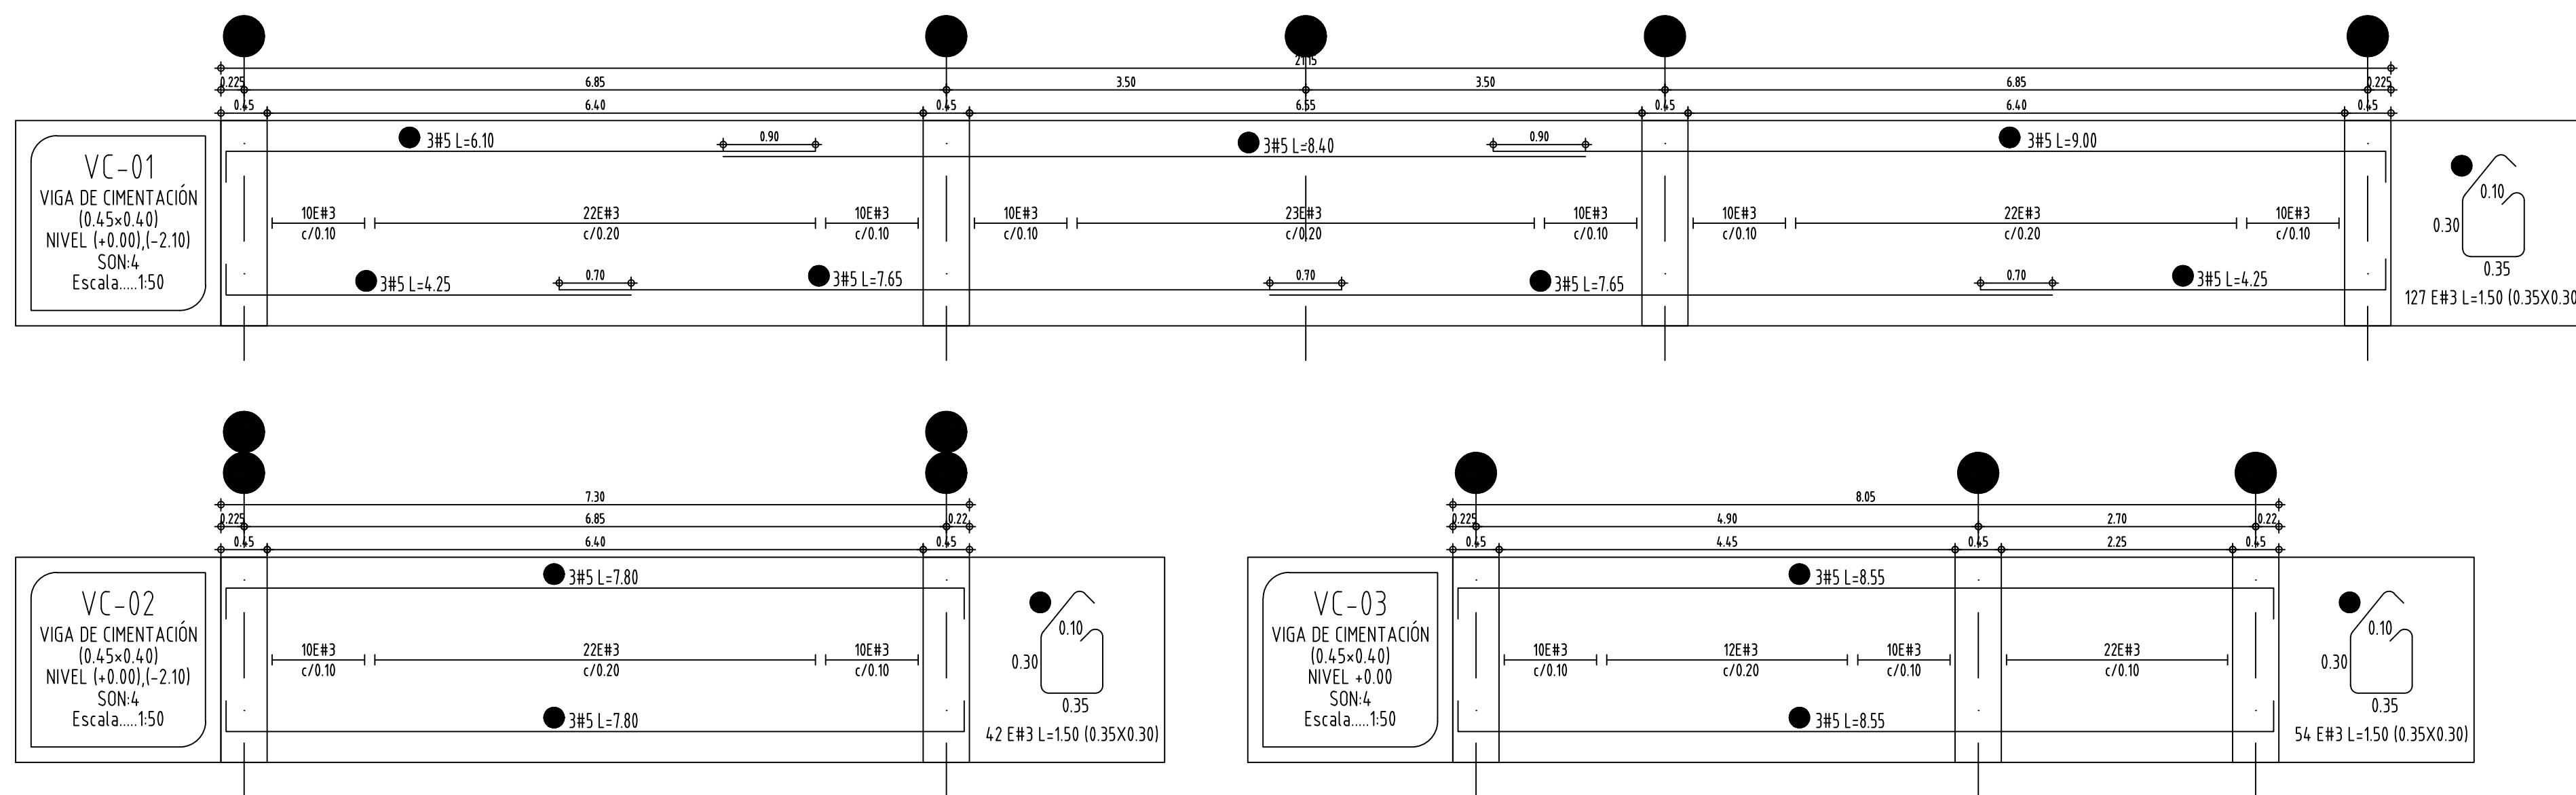 21.15
0.225 6.85 3.50 3.50 6.85 0.225
0.45 6.40 0.45 6.55 0.45 6.40 0.45
VC-01
VIGA DE CIMENTACIÓN
(0.45×0.40)
NIVEL (+0.00),(-2.10)
SON:4
Escala.....1:50
3#5 L=6.10 0.90 3#5 L=8.40 0.90 3#5 L=9.00
10E#3 22E#3 10E#3 10E#3 23E#3 10E#3 10E#3 22E#3 10E#3
c/0.10 c/0.20 c/0.10 c/0.10 c/0.20 c/0.10 c/0.10 c/0.20 c/0.10
3#5 L=4.25 0.70 3#5 L=7.65 0.70 3#5 L=7.65 0.70 3#5 L=4.25
0.10
0.30
0.35
127 E#3 L=1.50 (0.35X0.30
7.30
0.225 6.85 0.22
0.45 6.40 0.45
VC-02
VIGA DE CIMENTACIÓN
(0.45×0.40)
NIVEL (+0.00),(-2.10)
SON:4
Escala.....1:50
3#5 L=7.80
10E#3 22E#3 10E#3
c/0.10 c/0.20 c/0.10
3#5 L=7.80
0.10
0.30
0.35
42 E#3 L=1.50 (0.35X0.30)
8.05
0.225 4.90 2.70 0.22
0.45 4.45 0.45 2.25 0.45
VC-03
VIGA DE CIMENTACIÓN
(0.45×0.40)
NIVEL +0.00
SON:4
Escala.....1:50
3#5 L=8.55
10E#3 12E#3 10E#3 22E#3
c/0.10 c/0.20 c/0.10 c/0.10
3#5 L=8.55
0.10
0.30
0.35
54 E#3 L=1.50 (0.35X0.30)